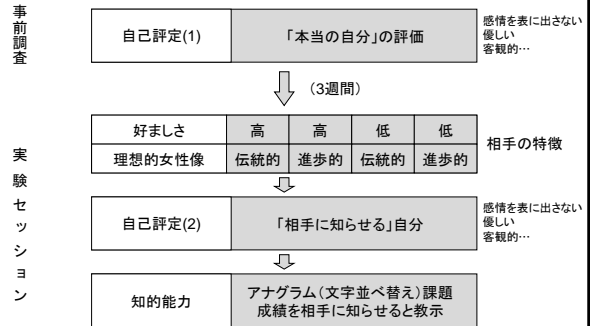 事前調査
自己評定(1)
「本当の自分」の評価
感情を表に出さない
優しい
客観的…
(3週間)
実験セッション
好ましさ 高 高 低 低
理想的女性像 伝統的 進歩的 伝統的 進歩的
相手の特徴
自己評定(2)
「相手に知らせる」自分
感情を表に出さない
優しい
客観的…
知的能力
アナグラム(文字並べ替え)課題
成績を相手に知らせると教示